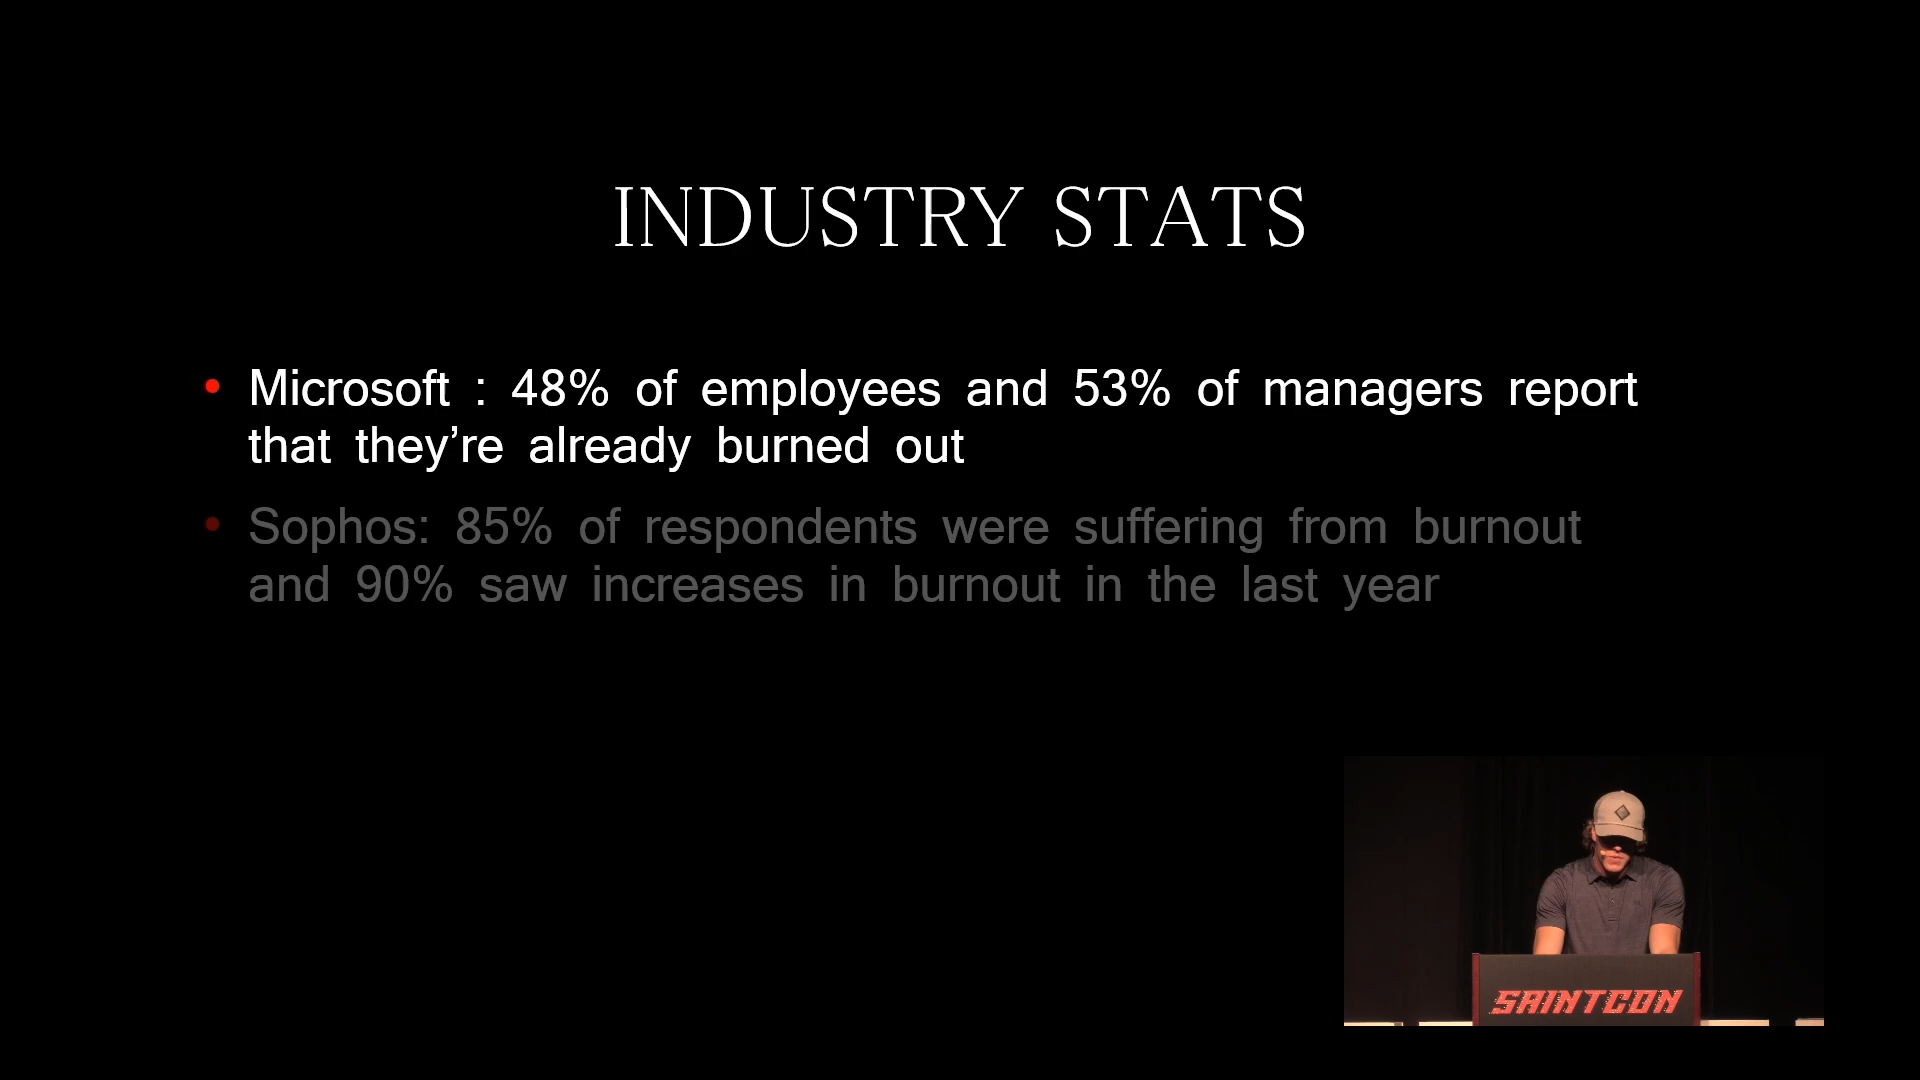 INDUSTRY STATS
• Microsoft : 48% of employees and 53% of managers report
that they’re already burned out
• Sophos: 85% of respondents were suffering from burnout
and 90% saw increases in burnout in the last year
SAINTCON